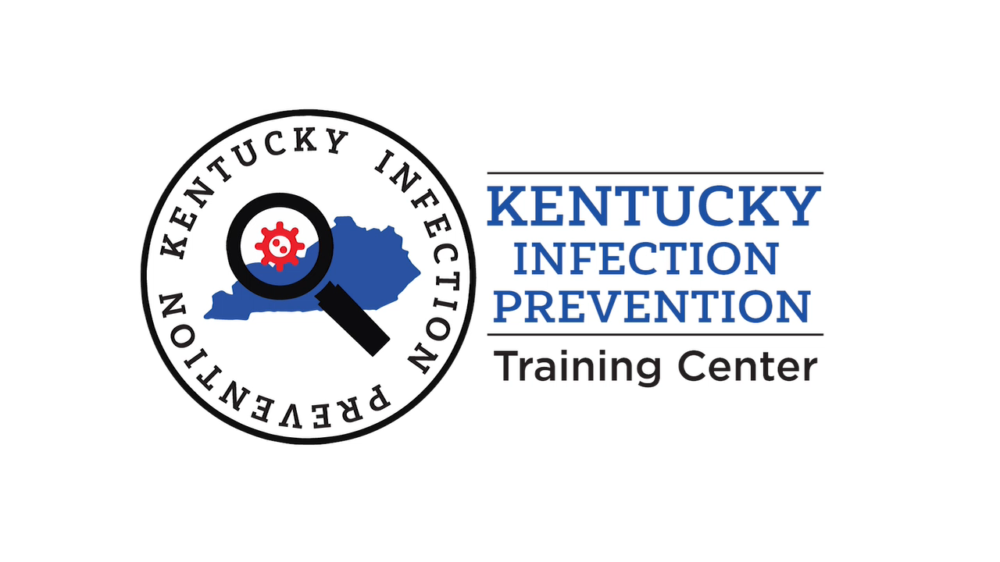 KENTUCKY INFECTION PREVENTION
KENTUCKY
INFECTION
PREVENTION
Training Center